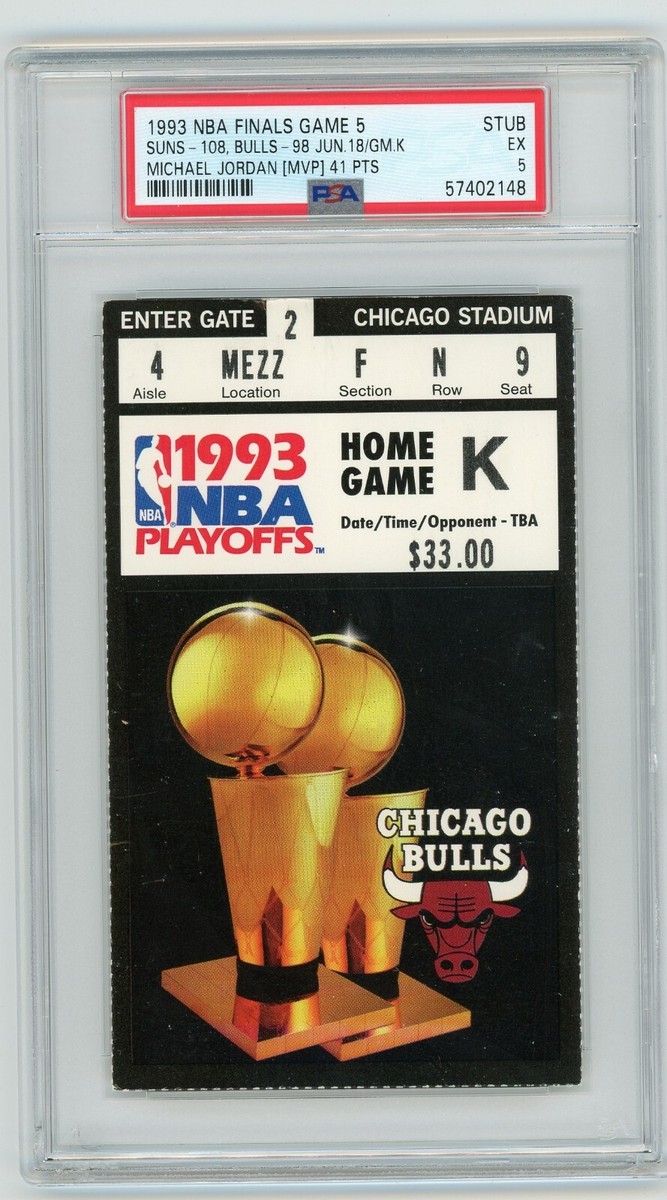 1993 NBA FINALS GAME 5 STUB
SUNS - 108, BULLS - 98 JUN.18/GM.K EX
MICHAEL JORDAN [MVP] 41 PTS 5
PSA 57402148
ENTER GATE 2 CHICAGO STADIUM
4 MEZZ F N 9
Aisle Location Section Row Seat
1993
NBA
PLAYOFFS™
NBA
HOME
GAME K
Date/Time/Opponent - TBA
$33.00
CHICAGO
BULLS